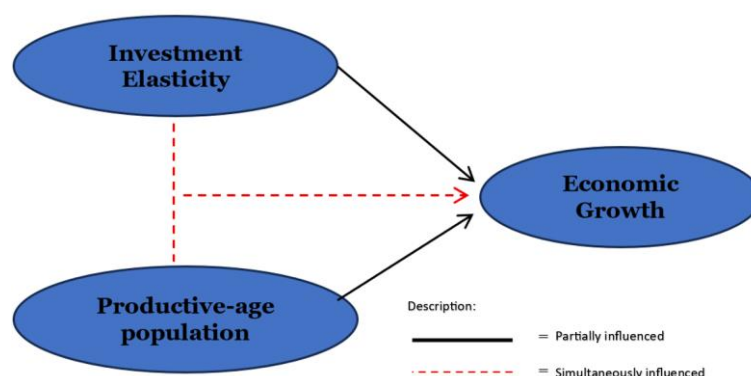 Investment
Elasticity
Economic
Growth
Productive-age
population
Description:
= Partially influenced
= Simultaneously influenced